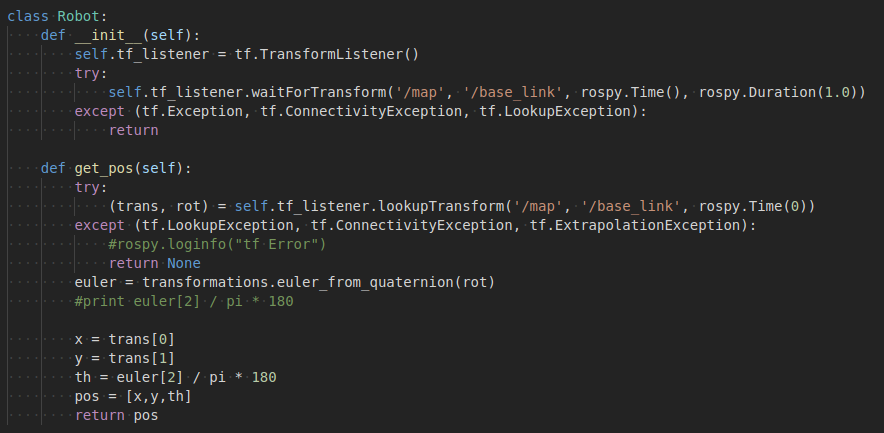 class Robot:
    def __init__(self):
        self.tf_listener = tf.TransformListener()
        try:
            self.tf_listener.waitForTransform('/map', '/base_link', rospy.Time(), rospy.Duration(1.0))
        except (tf.Exception, tf.ConnectivityException, tf.LookupException):
            return

    def get_pos(self):
        try:
            (trans, rot) = self.tf_listener.lookupTransform('/map', '/base_link', rospy.Time(0))
        except (tf.LookupException, tf.ConnectivityException, tf.ExtrapolationException):
            #rospy.loginfo("tf Error")
            return None
        euler = transformations.euler_from_quaternion(rot)
        #print euler[2] / pi * 180

        x = trans[0]
        y = trans[1]
        th = euler[2] / pi * 180
        pos = [x,y,th]
        return pos